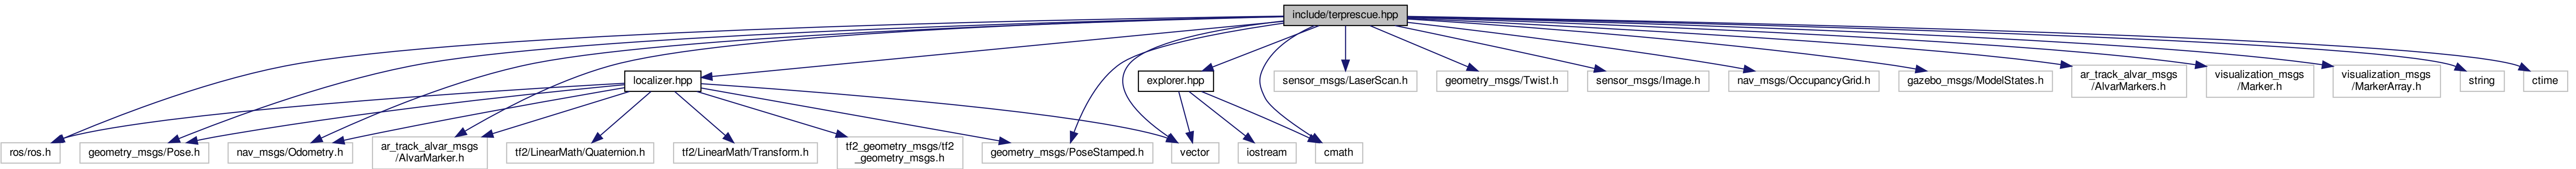 include/terprescue.hpp
localizer.hpp
explorer.hpp
sensor_msgs/LaserScan.h
geometry_msgs/Twist.h
sensor_msgs/Image.h
nav_msgs/OccupancyGrid.h
gazebo_msgs/ModelStates.h
ar_track_alvar_msgs
/AlvarMarkers.h
visualization_msgs
/Marker.h
visualization_msgs
/MarkerArray.h
string
ctime
ros/ros.h
geometry_msgs/Pose.h
nav_msgs/Odometry.h
ar_track_alvar_msgs
/AlvarMarker.h
tf2/LinearMath/Quaternion.h
tf2/LinearMath/Transform.h
tf2_geometry_msgs/tf2
_geometry_msgs.h
geometry_msgs/PoseStamped.h
vector
iostream
cmath